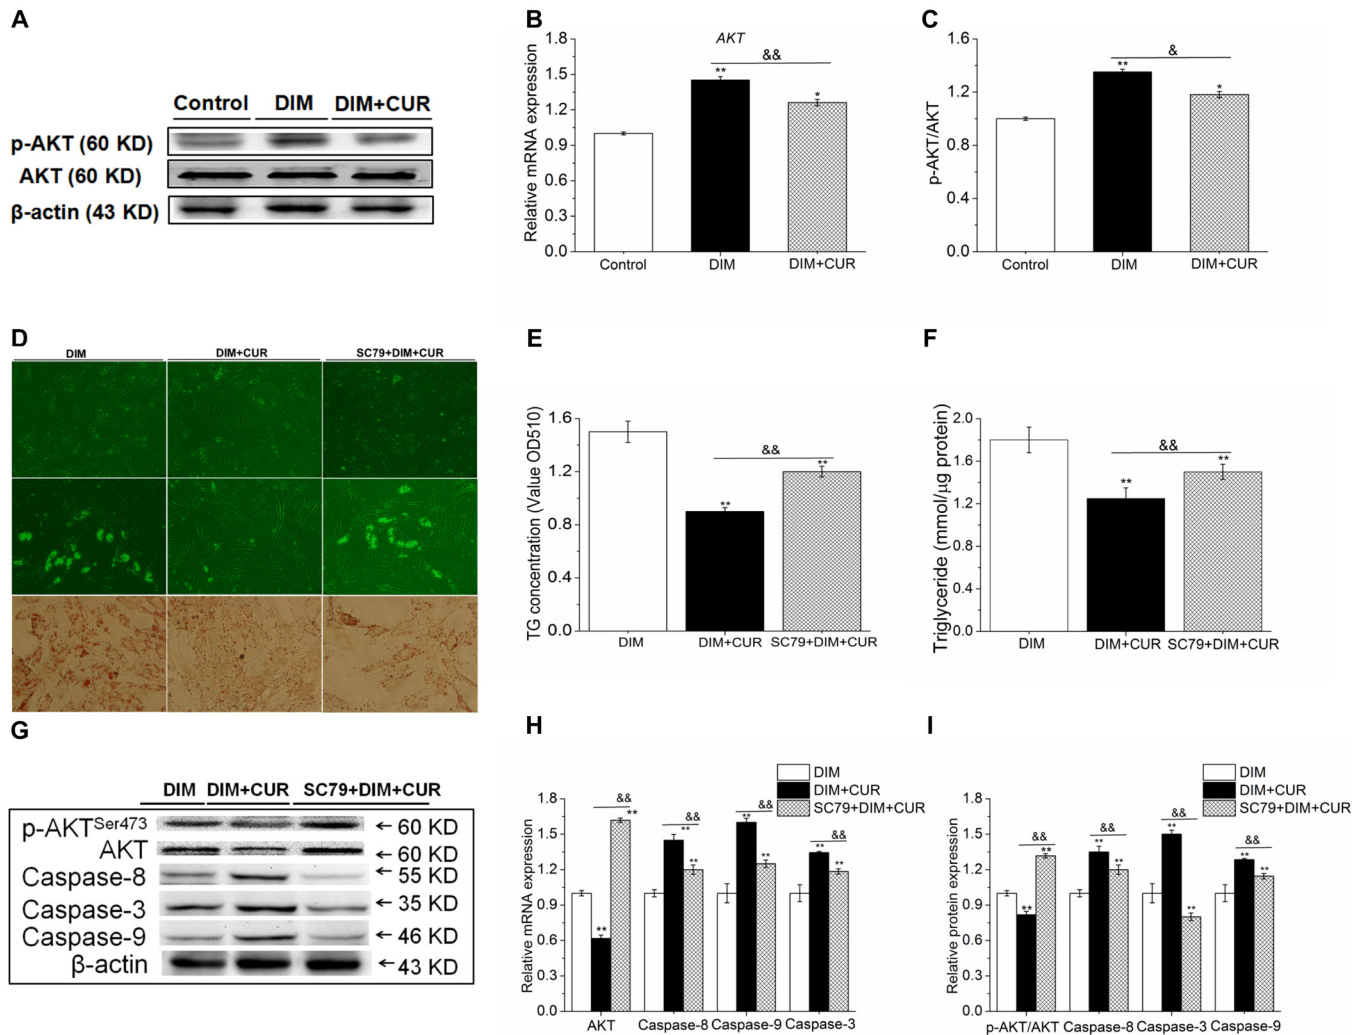 A
Control DIM DIM+CUR
p-AKT (60 KD)
AKT (60 KD)
β-actin (43 KD)
B
AKT
Relative mRNA expression
1.8
1.5
1.2
0.9
0.6
0.3
0.0
**
&&
*
Control DIM DIM+CUR
C
p-AKT/AKT
1.6
1.2
0.8
0.4
0.0
**
&
*
Control DIM DIM+CUR
D
DIM DIM+CUR SC79+DIM+CUR
E
TG concentration (Value OD510)
1.6
1.2
0.8
0.4
0.0
&&
**
**
DIM DIM+CUR SC79+DIM+CUR
F
Triglyceride (mmol/μg protein)
2.0
1.6
1.2
0.8
0.4
0.0
&&
**
**
DIM DIM+CUR SC79+DIM+CUR
G
DIM DIM+CUR SC79+DIM+CUR
p-AKTSer473 ←60 KD
AKT ←60 KD
Caspase-8 ←55 KD
Caspase-3 ←35 KD
Caspase-9 ←46 KD
β-actin ←43 KD
H
DIM
DIM+CUR
SC79+DIM+CUR
Relative mRNA expression
1.8
1.5
1.2
0.9
0.6
0.3
0.0
&& && && &&
** ** ** ** ** ** ** **
AKT Caspase-8 Caspase-9 Caspase-3
I
DIM
DIM+CUR
SC79+DIM+CUR
Relative protein expression
1.8
1.5
1.2
0.9
0.6
0.3
0.0
&& && && &&
** ** ** ** ** ** ** **
p-AKT/AKT Caspase-8 Caspase-3 Caspase-9